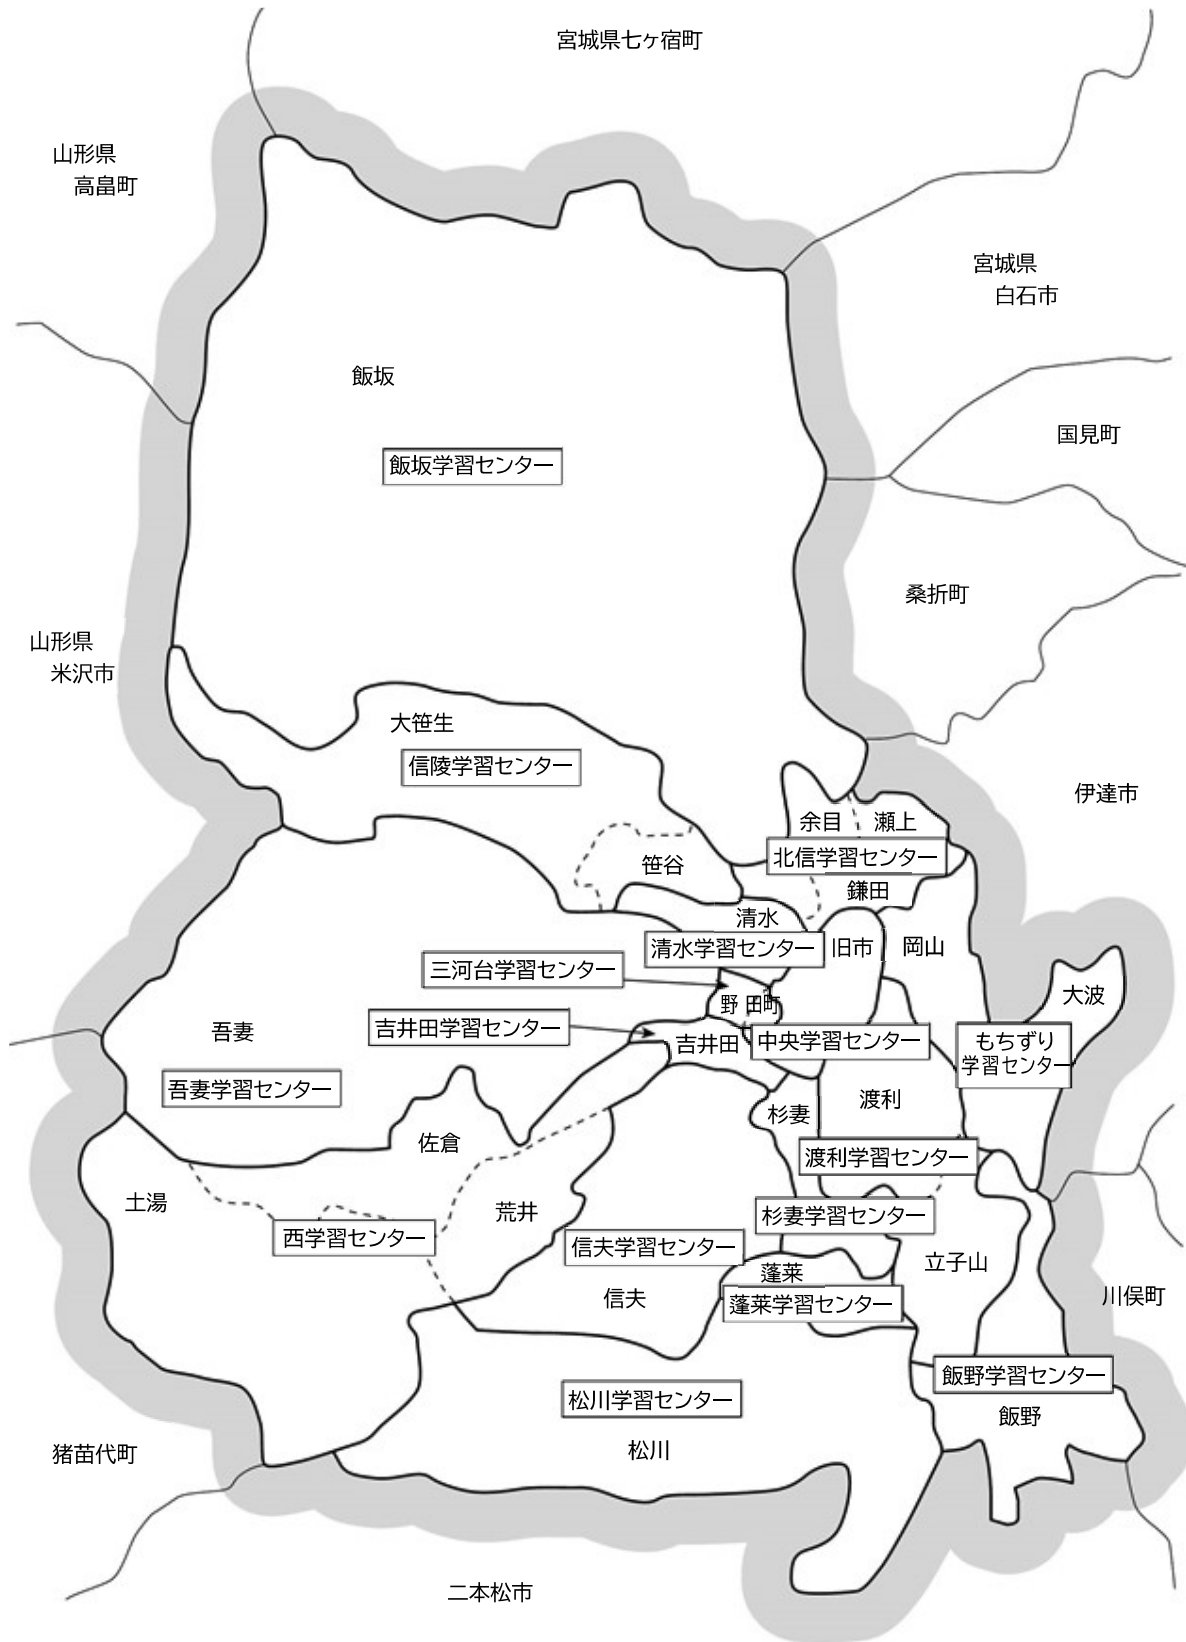 宮城県七ヶ宿町
山形県
高畠町
宮城県
白石市
飯坂
国見町
飯坂学習センター
桑折町
山形県
米沢市
大笹生
信陵学習センター
伊達市
余目
瀬上
北信学習センター
笹谷
鎌田
清水
清水学習センター
旧市
岡山
三河台学習センター
大波
野田町
吾妻
吉井田学習センター
吉井田
中央学習センター
もちずり
学習センター
吾妻学習センター
渡利
杉妻
佐倉
渡利学習センター
土湯
荒井
杉妻学習センター
西学習センター
信夫学習センター
立子山
蓬莱
信夫
蓬莱学習センター
川俣町
飯野学習センター
松川学習センター
飯野
松川
猪苗代町
二本松市